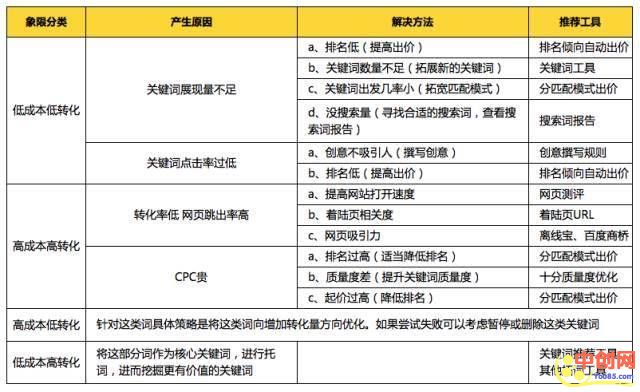 象限分类 产生原因 解决方法 推荐工具
低成本低转化 关键词展现量不足 a、排名低（提高出价） 排名倾向自动出价
b、关键词数量不足（拓展新的关键词） 关键词工具
c、关键词出发几率小（拓宽匹配模式） 分匹配模式出价
d、没搜索量（寻找合适的搜索词，查看搜
索词报告） 搜索词报告
关键词点击率过低 a、创意不吸引人（撰写创意） 创意撰写规则
b、排名低（提高出价） 排名倾向自动出价
高成本高转化 转化率低 网页跳出率高 a、提高网站打开速度 网页测评
b、着陆页相关度 着陆页URL
c、网页吸引力 离线宝、百度商桥
CPC贵 a、排名过高（适当降低排名） 分匹配模式出价
b、质量度差（提升关键词质量度） 十分质量度优化
c、起价过高（降低排名） 分匹配模式出价
高成本低转化 针对这类词具体策略是将这类词向增加转化量方向优化。如果尝试失败可以考虑暂停或删除这类关键词
低成本高转化 将这部分词作为核心关键词，进行托
词，进而挖掘更有价值的关键词
关键词推荐工具
其他拓词工具
中创网